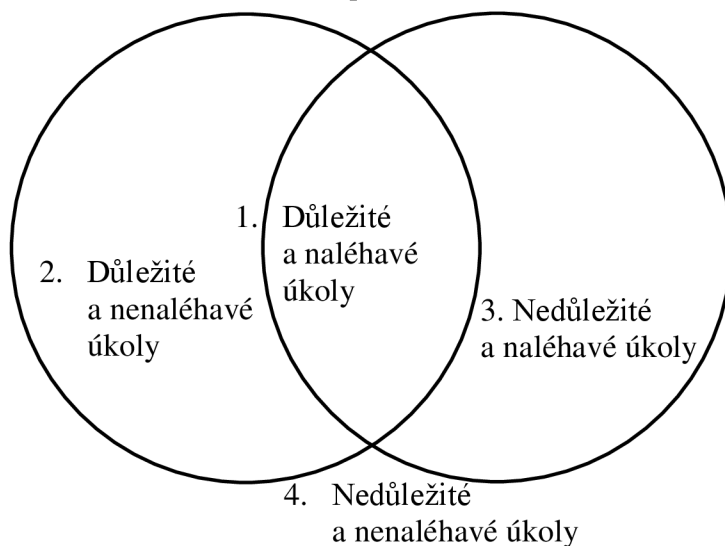 1. Důležité
a naléhavé
úkoly
2. Důležité
a nenaléhavé
úkoly
3. Nedůležité
a naléhavé úkoly
4. Nedůležité
a nenaléhavé úkoly